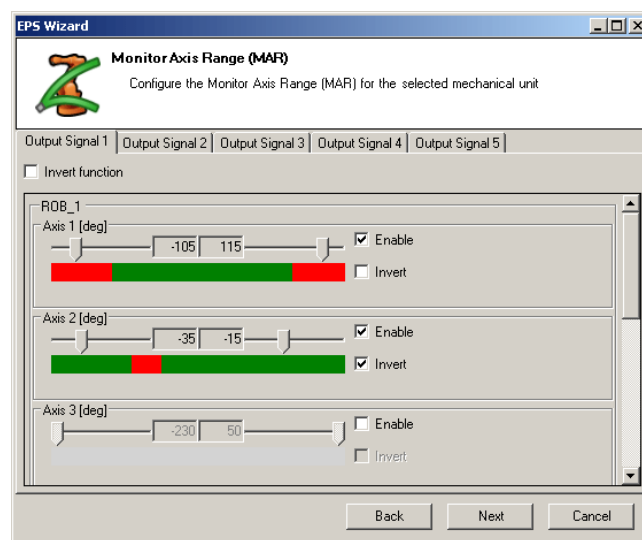 EPS Wizard
Monitor Axis Range (MAR)
Configure the Monitor Axis Range (MAR) for the selected mechanical unit
Output Signal 1 Output Signal 2 Output Signal 3 Output Signal 4 Output Signal 5
Invert function
ROB_1
Axis 1 [deg]
-105 115 Enable
Invert
Axis 2 [deg]
-35 -15 Enable
Invert
Axis 3 [deg]
-230 50 Enable
Invert
Back Next Cancel